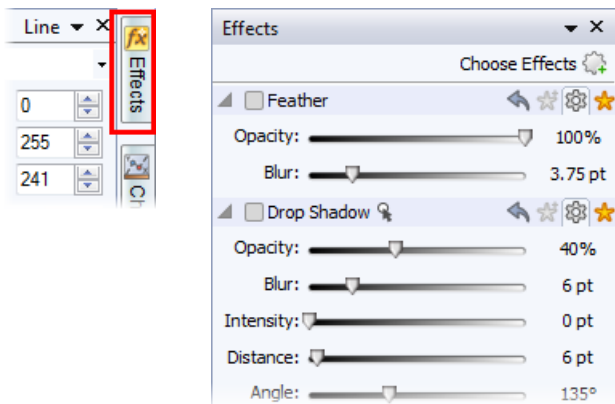 Line
fx
Effects
0
255
241
Ch
Effects
Choose Effects
Feather
Opacity: 100%
Blur: 3.75 pt
Drop Shadow
Opacity: 40%
Blur: 6 pt
Intensity: 0 pt
Distance: 6 pt
Angle: 135°